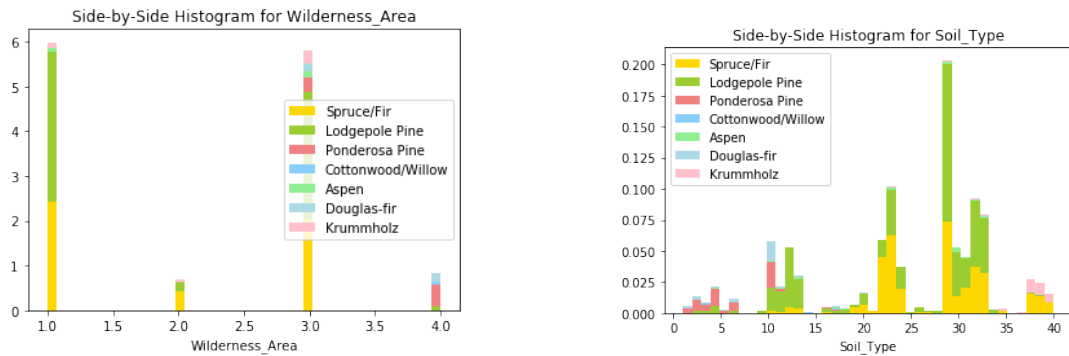 Side-by-Side Histogram for Wilderness_Area
6
5
4
3
2
1
0
Spruce/Fir
Lodgepole Pine
Ponderosa Pine
Cottonwood/Willow
Aspen
Douglas-fir
Krummholz
1.0 1.5 2.0 2.5 3.0 3.5 4.0
Wilderness_Area
Side-by-Side Histogram for Soil_Type
0.200
0.175
0.150
0.125
0.100
0.075
0.050
0.025
0.000
Spruce/Fir
Lodgepole Pine
Ponderosa Pine
Cottonwood/Willow
Aspen
Douglas-fir
Krummholz
0 10 20 30 40
Soil_Type